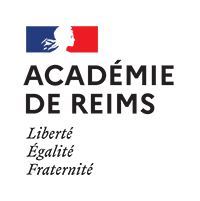 ACADÉMIE
DE REIMS
Liberté
Égalité
Fraternité